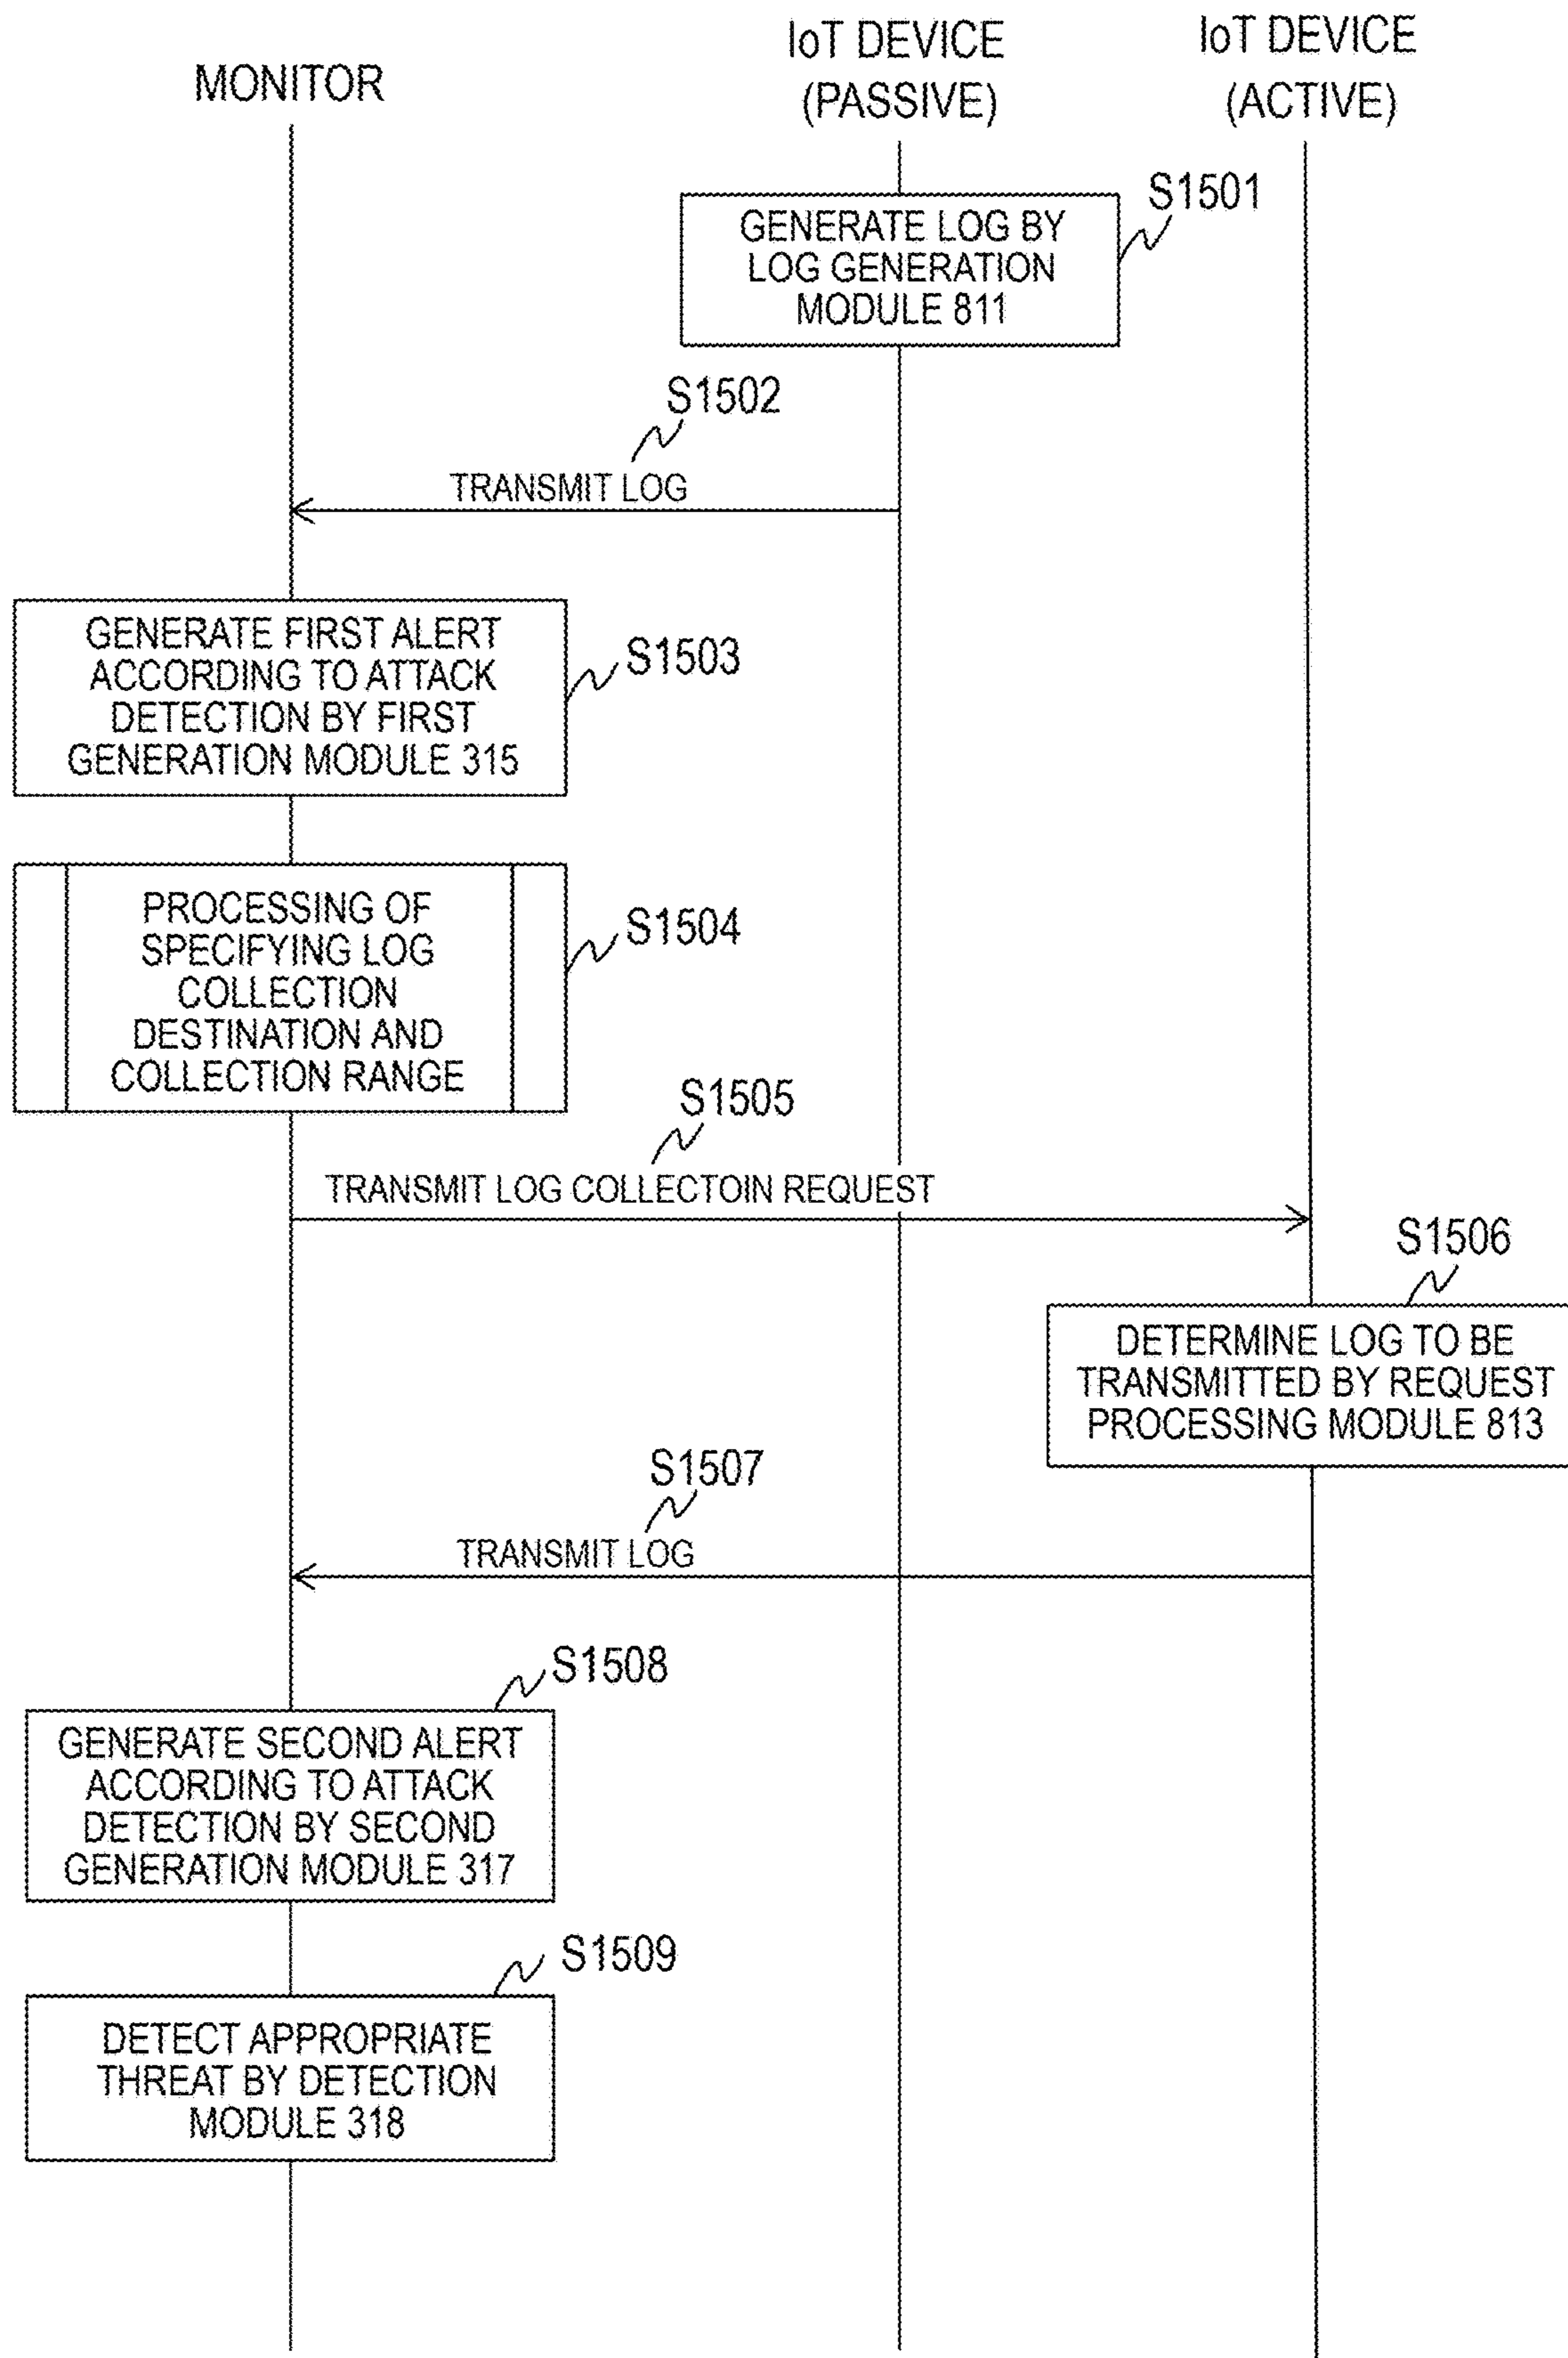 MONITOR
IoT DEVICE
(PASSIVE)
IoT DEVICE
(ACTIVE)
S1501
GENERATE LOG BY
LOG GENERATION
MODULE 811
S1502
TRANSMIT LOG
GENERATE FIRST ALERT
ACCORDING TO ATTACK
DETECTION BY FIRST
GENERATION MODULE 315
S1503
PROCESSING OF
SPECIFYING LOG
COLLECTION
DESTINATION AND
COLLECTION RANGE
S1504
S1505
TRANSMIT LOG COLLECTOIN REQUEST
S1506
DETERMINE LOG TO BE
TRANSMITTED BY REQUEST
PROCESSING MODULE 813
S1507
TRANSMIT LOG
S1508
GENERATE SECOND ALERT
ACCORDING TO ATTACK
DETECTION BY SECOND
GENERATION MODULE 317
S1509
DETECT APPROPRIATE
THREAT BY DETECTION
MODULE 318